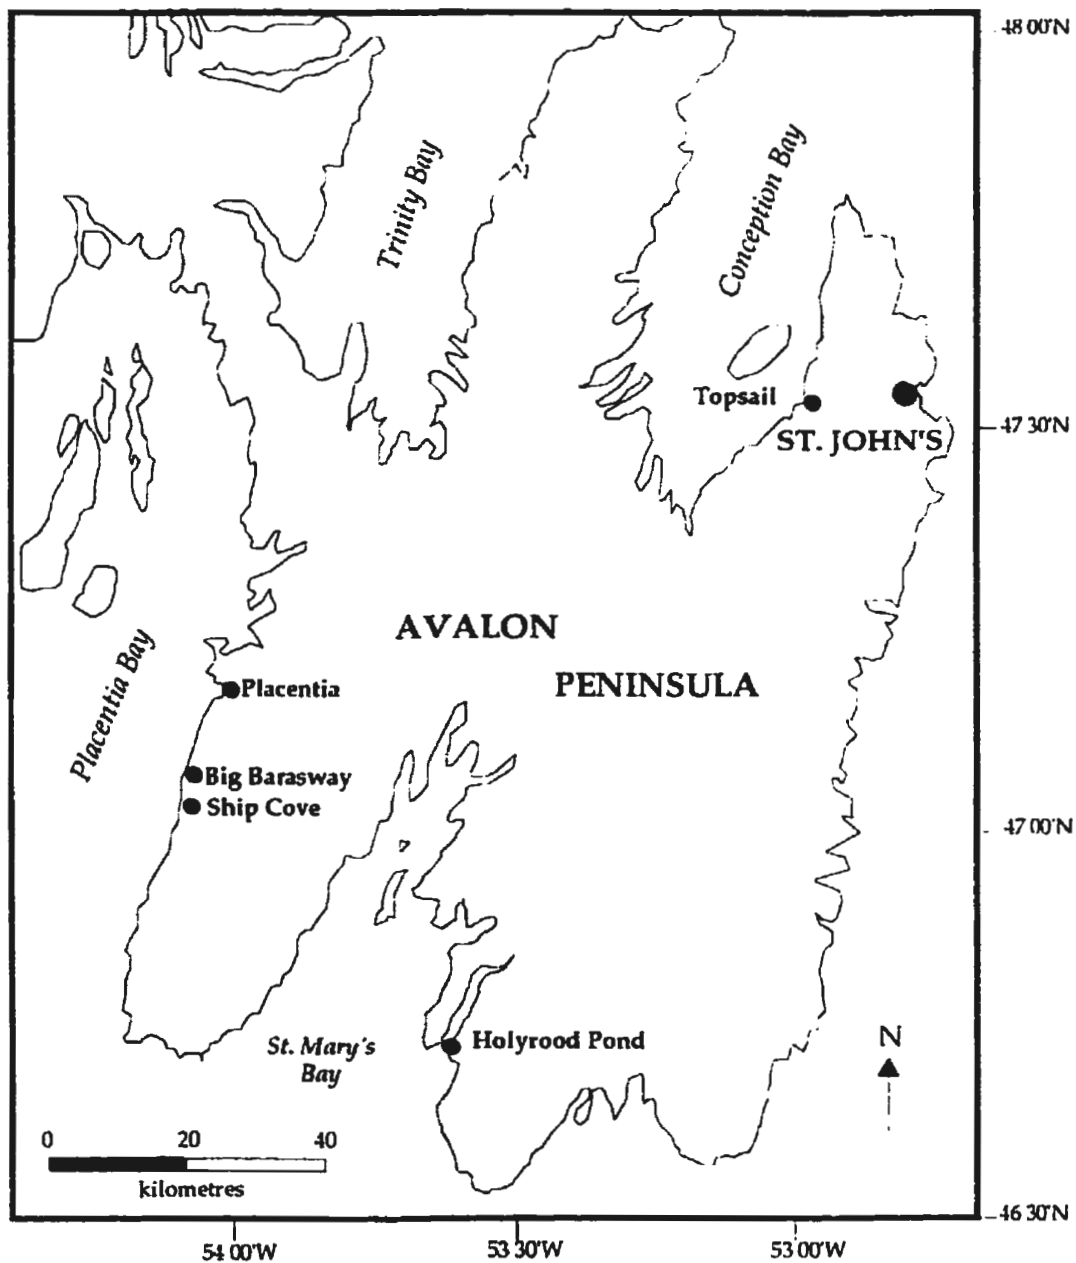 48 00'N
Trinity Bay
Conception Bay
Topsail
ST. JOHN'S
47 30'N
AVALON
PENINSULA
Placentia Bay
Placentia
Big Barasway
Ship Cove
47 00'N
N
Holyrood Pond
St. Mary's
Bay
0 20 40
kilometres
46 30'N
54 00'W 53 30'W 53 00'W